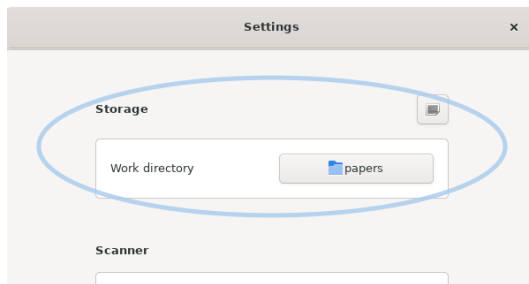 Settings
Storage
Work directory
papers
Scanner